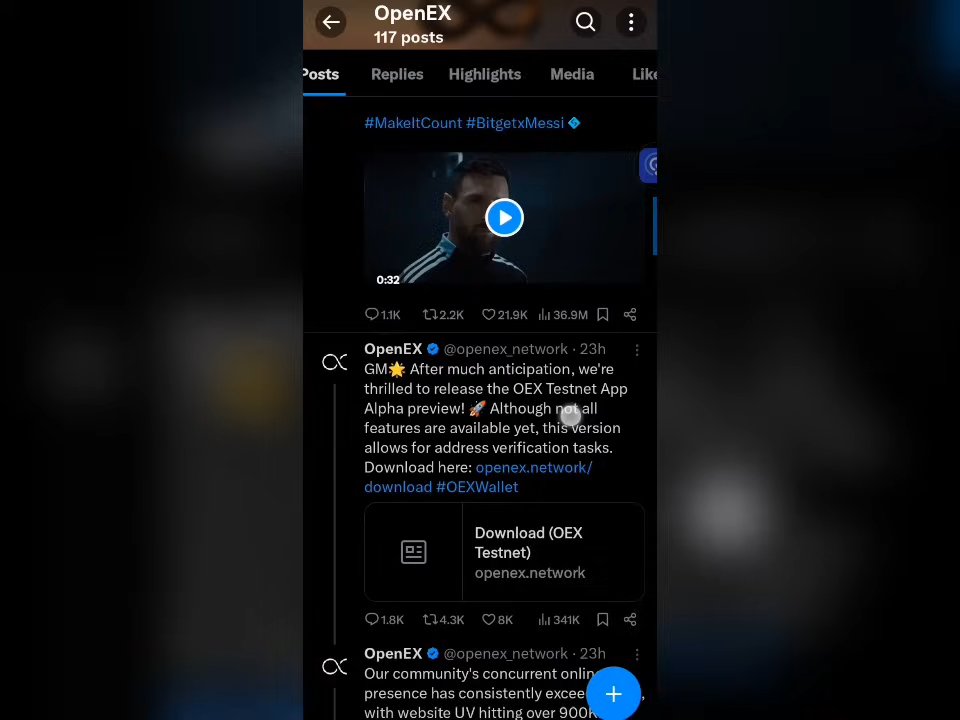 OpenEX
117 posts
Posts Replies Highlights Media Like
#MakeItCount #BitgetxMessi
0:32
1.1K 2.2K 21.9K 36.9M
OpenEX @openex_network · 23h
GM🌟 After much anticipation, we're
thrilled to release the OEX Testnet App
Alpha preview! 🚀 Although not all
features are available yet, this version
allows for address verification tasks.
Download here: openex.network/
download #OEXWallet
Download (OEX
Testnet)
openex.network
1.8K 4.3K 8K 341K
OpenEX @openex_network · 23h
Our community's concurrent onlin
presence has consistently excee
with website UV hitting over 900K